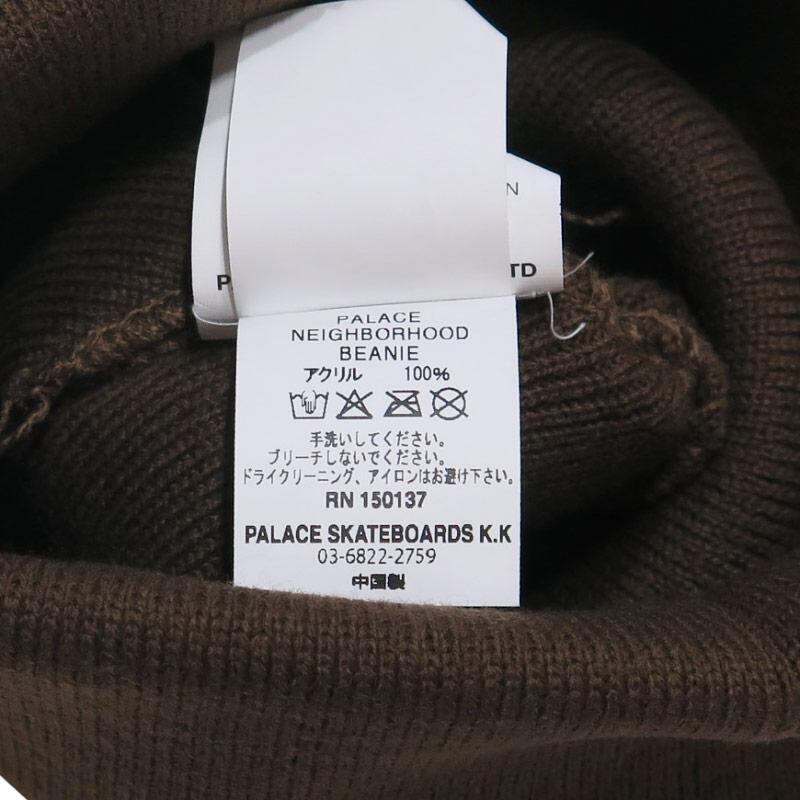 N
P
LTD
PALACE
NEIGHBORHOOD
BEANIE
アクリル 100%
手洗いしてください。
ブリーチしないでください。
ドライクリーニング、アイロンはお避け下さい。
RN 150137
PALACE SKATEBOARDS K.K
03-6822-2759
中国製